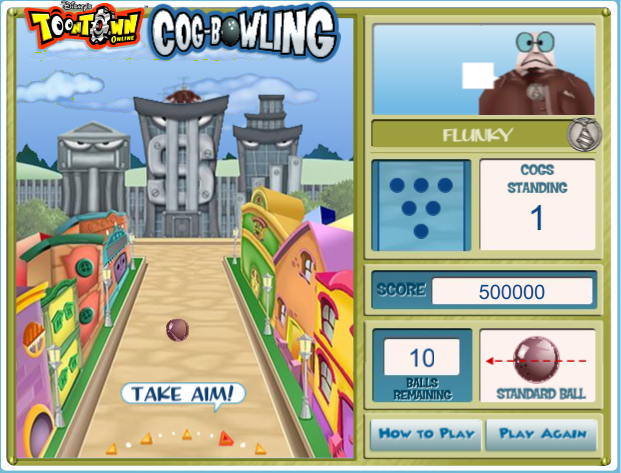 Disney's
TOONTOWN
ONLINE
COG-BOWLING
FLUNKY
COGS
STANDING
1
SCORE
500000
10
BALLS
REMAINING
STANDARD BALL
TAKE AIM!
HOW TO PLAY
PLAY AGAIN